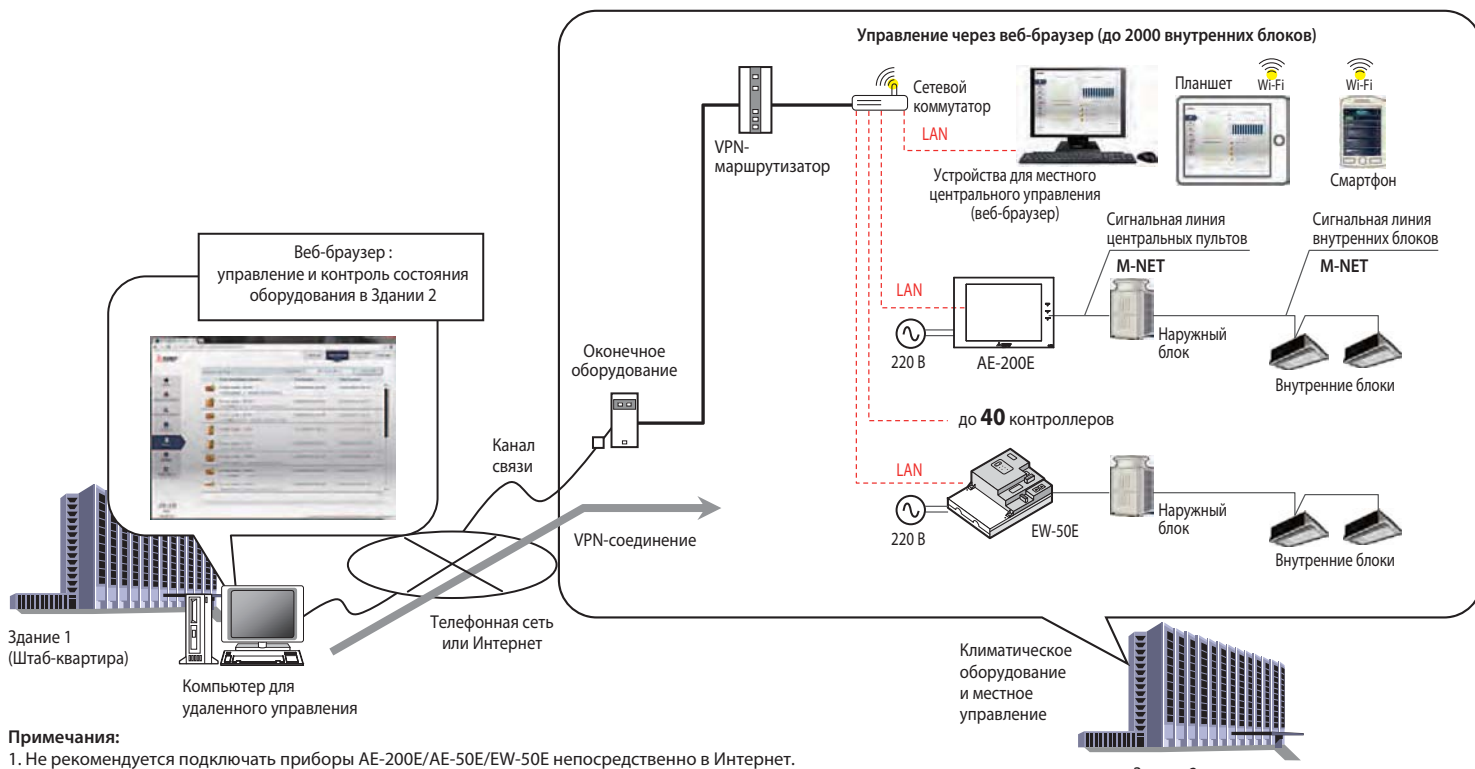 Управление через веб-браузер (до 2000 внутренних блоков)
Сетевой
коммутатор
Планшет
Wi-Fi
Wi-Fi
LAN
VPN-
маршрутизатор
Устройства для местного
центрального управления
(веб-браузер)
Смартфон
Сигнальная линия
центральных пультов
M-NET
Сигнальная линия
внутренних блоков
M-NET
Веб-браузер :
управление и контроль состояния
оборудования в Здании 2
LAN
220 В
AE-200E
Наружный
блок
Внутренние блоки
Оконечное
оборудование
до 40 контроллеров
Канал
связи
LAN
220 В
EW-50E
Наружный
блок
Внутренние блоки
VPN-соединение
Телефонная сеть
или Интернет
Здание 1
(Штаб-квартира)
Компьютер для
удаленного управления
Климатическое
оборудование
и местное
управление
Примечания:
1. Не рекомендуется подключать приборы AE-200E/AE-50E/EW-50E непосредственно в Интернет.